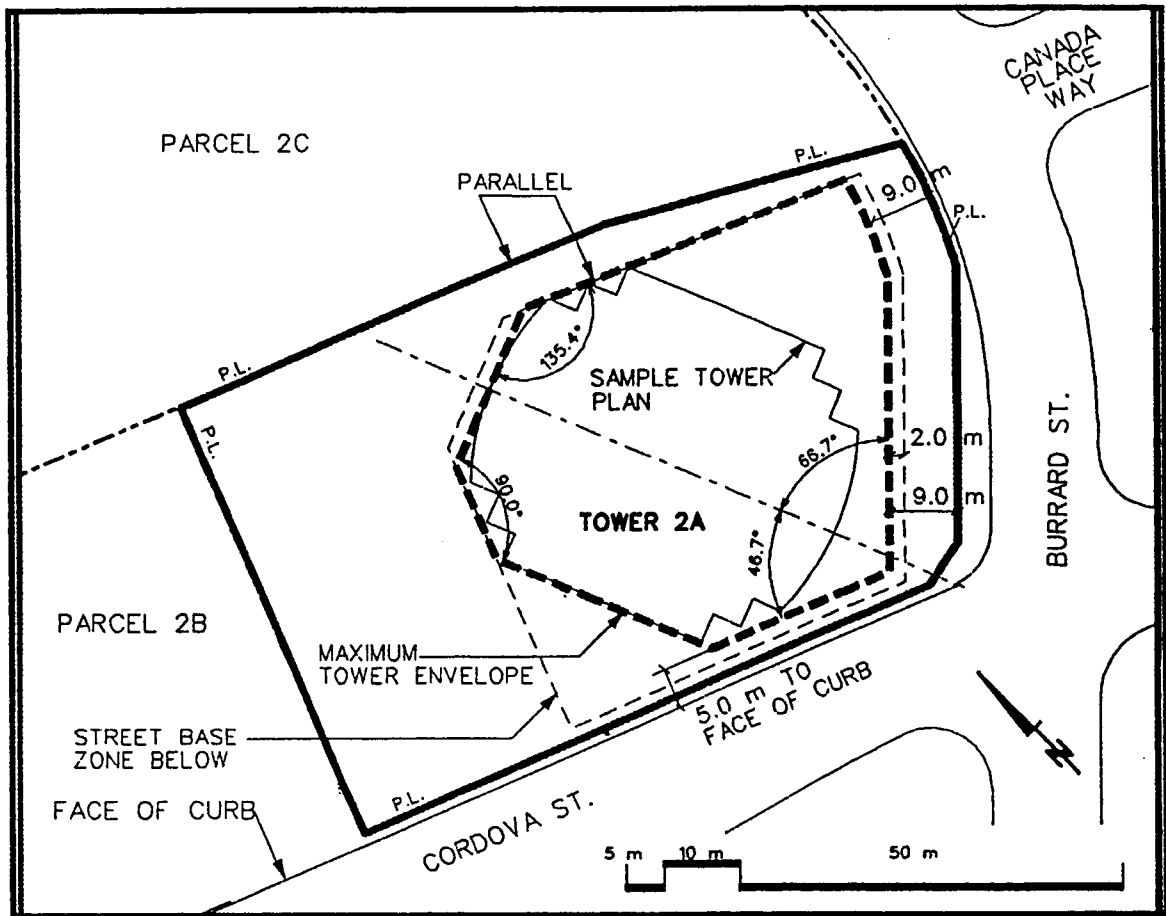 CANADA
PLACE
WAY
PARCEL 2C
P.L.
PARALLEL
9.0 m
P.L.
135.4°
P.L.
SAMPLE TOWER
PLAN
P.L.
66.7°
2.0 m
90.0°
9.0 m
TOWER 2A
BURRARD ST.
46.7°
PARCEL 2B
MAXIMUM
TOWER ENVELOPE
5.0 m TO
FACE OF CURB
STREET BASE
ZONE BELOW
N
P.L.
FACE OF CURB
CORDOVA ST.
5 m 10 m 50 m